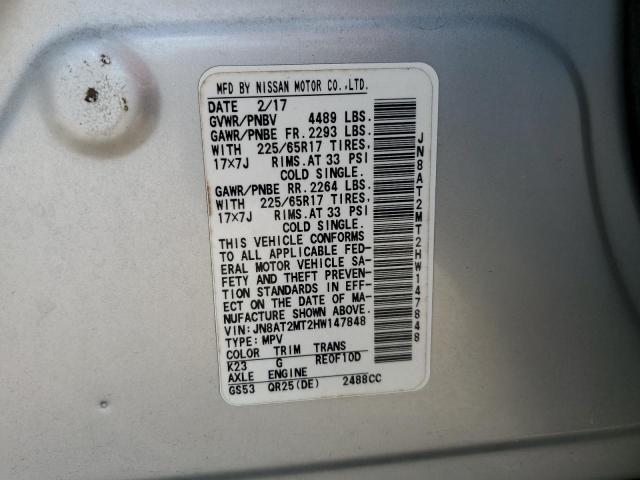 MFD BY NISSAN MOTOR CO.,LTD.
DATE 2/17
GVWR/PNBV 4489 LBS.
GAWR/PNBE FR. 2293 LBS.
WITH 225/65R17 TIRES,
17X7J RIMS.AT 33 PSI
COLD SINGLE.
GAWR/PNBE RR. 2264 LBS.
WITH 225/65R17 TIRES,
17X7J RIMS.AT 33 PSI
COLD SINGLE.
THIS VEHICLE CONFORMS
TO ALL APPLICABLE FED-
ERAL MOTOR VEHICLE SA-
FETY AND THEFT PREVEN-
TION STANDARDS IN EFF-
ECT ON THE DATE OF MA-
NUFACTURE SHOWN ABOVE.
VIN: JN8AT2MT2HW147848
TYPE: MPV
COLOR TRIM TRANS
K23 G RE0F10D
AXLE ENGINE
GS53 QR25(DE) 2488CC
JN8AT2MT2HW147848